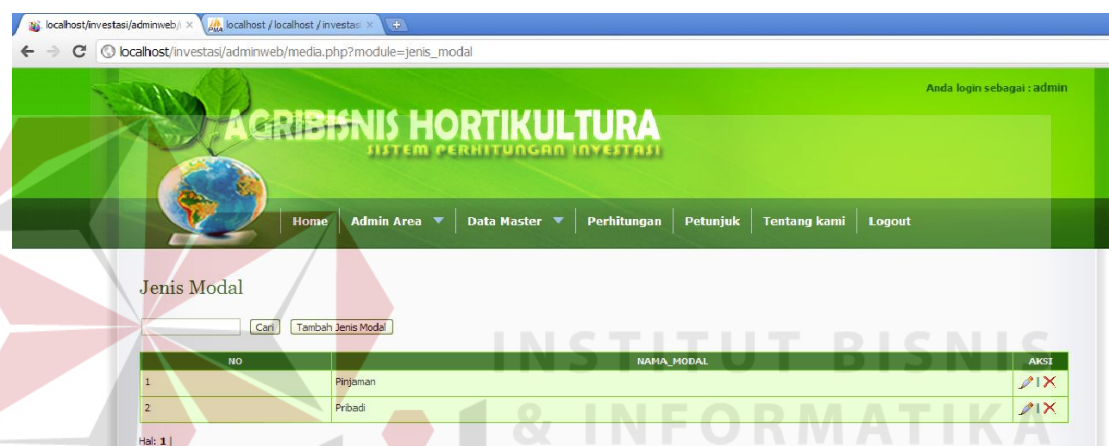 localhost/investasi/adminweb/
localhost / localhost / investasi
localhost/investasi/adminweb/media.php?module=jenis_modal
Anda login sebagai : admin
AGRIBISNIS HORTIKULTURA
SISTEM PERHITUNGAN INVESTASI
Home Admin Area Data Master Perhitungan Petunjuk Tentang kami Logout
Jenis Modal
Cari Tambah Jenis Modal
INSTITUT BISNIS
NO NAMA_MODAL AKSI
1 Pinjaman
2 Pribadi
& INFORMATIKA
Hal: 1 |